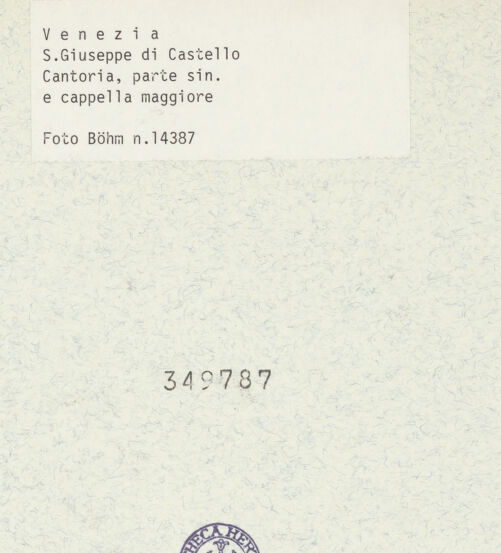 V e n e z i a
S.Giuseppe di Castello
Cantoria, parte sin.
e cappella maggiore
Foto Böhm n.14387
349787